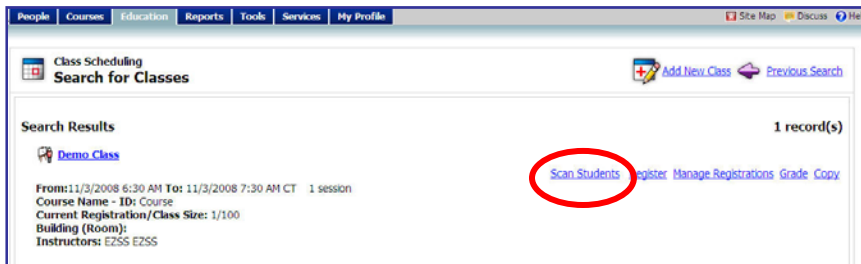 People Courses Education Reports Tools Services My Profile Site Map Discuss He
Class Scheduling
Search for Classes
Add New Class Previous Search
Search Results 1 record(s)
Demo Class
Scan Students Register Manage Registrations Grade Copy
From:11/3/2008 6:30 AM To: 11/3/2008 7:30 AM CT 1 session
Course Name - ID: Course
Current Registration/Class Size: 1/100
Building (Room):
Instructors: EZSS EZSS